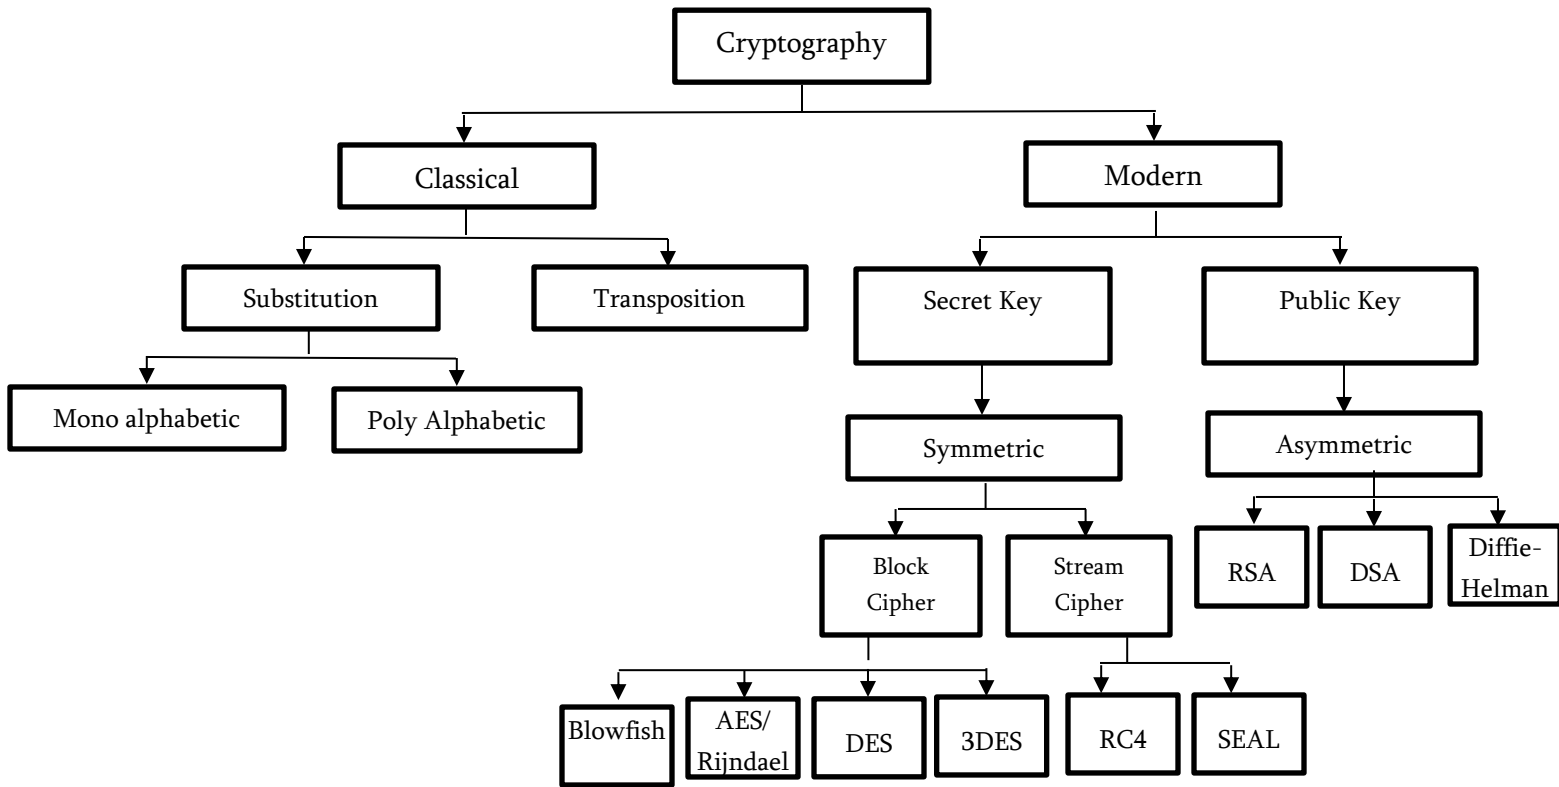 Cryptography
Classical
Modern
Substitution
Transposition
Secret Key
Public Key
Mono alphabetic
Poly Alphabetic
Symmetric
Asymmetric
Block
Cipher
Stream
Cipher
RSA
DSA
Diffie-
Helman
Blowfish
AES/
Rijndael
DES
3DES
RC4
SEAL